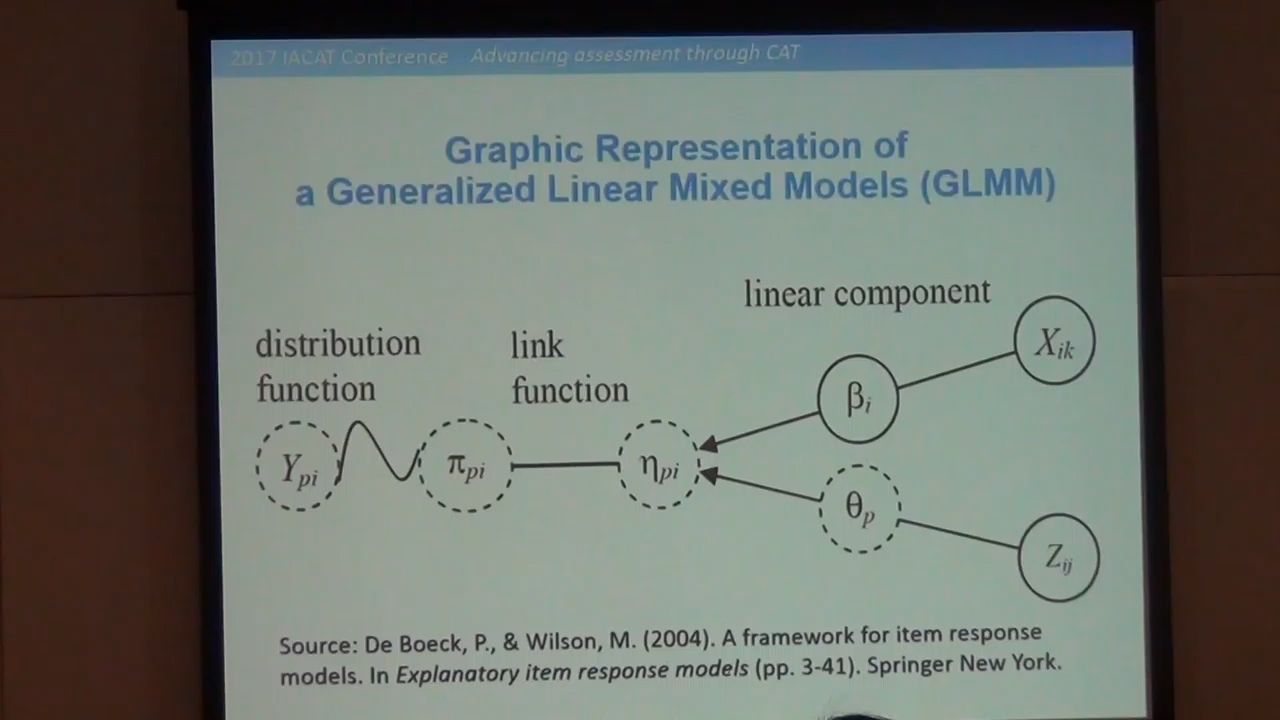 2017 IACAT Conference Advancing assessment through CAT
Graphic Representation of
a Generalized Linear Mixed Models (GLMM)
linear component
distribution
function
link
function
Xik
βi
Ypi
πpi
ηpi
θp
Zij
Source: De Boeck, P., & Wilson, M. (2004). A framework for item response
models. In Explanatory item response models (pp. 3-41). Springer New York.